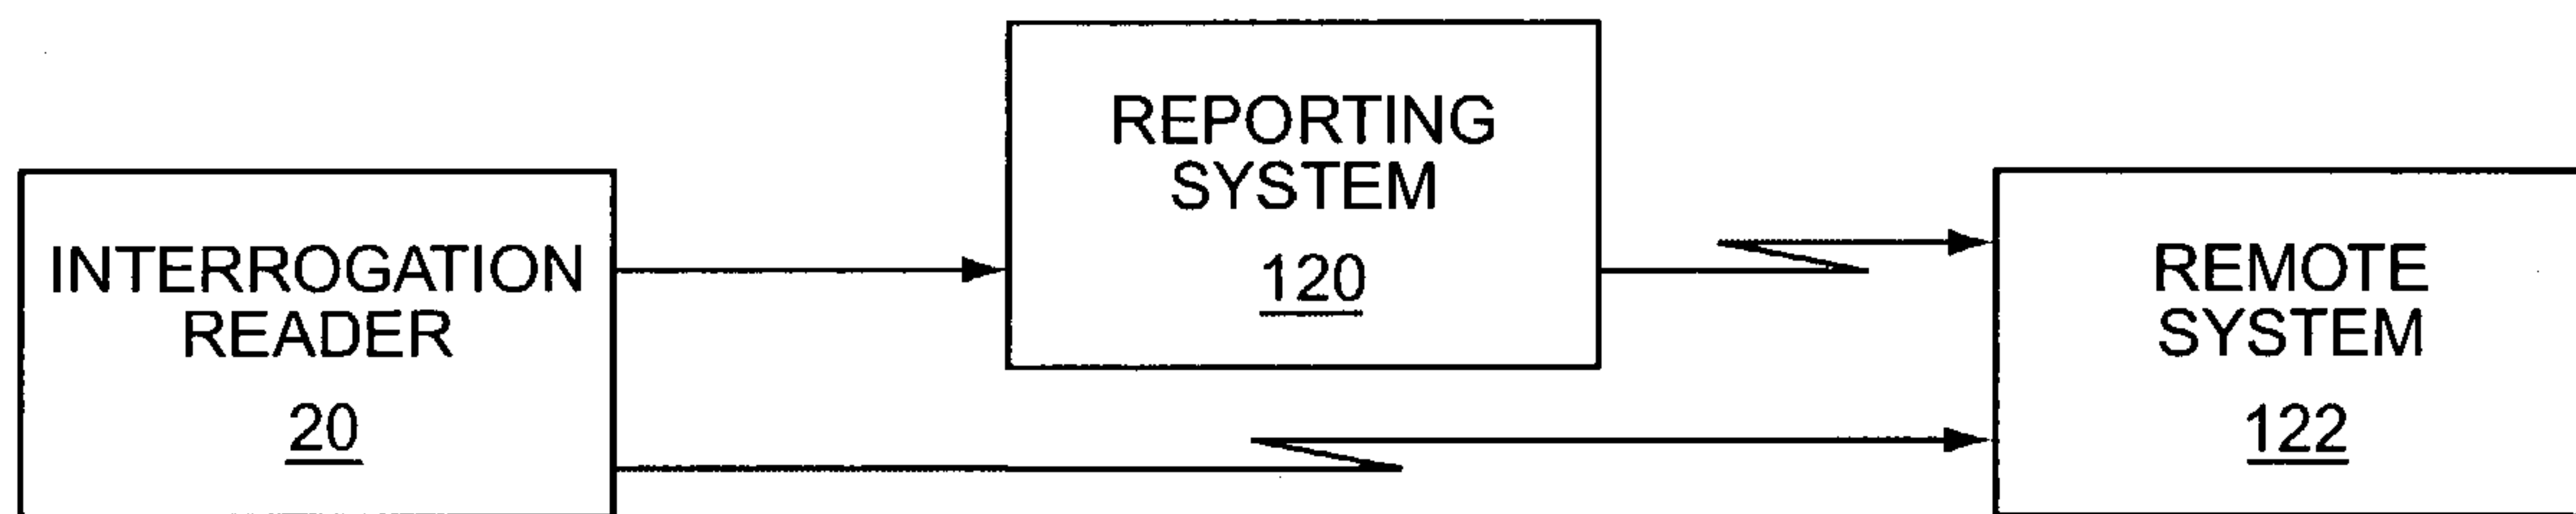 INTERROGATION
READER
20
REPORTING
SYSTEM
120
REMOTE
SYSTEM
122